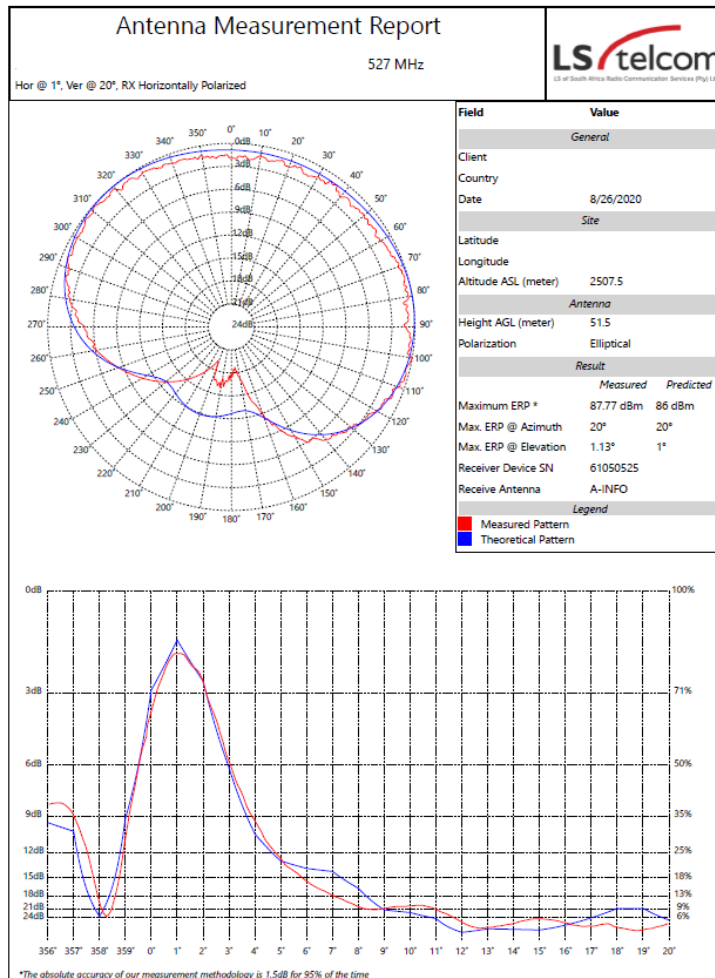 Antenna Measurement Report
527 MHz
Hor @ 1°, Ver @ 20°, RX Horizontally Polarized
LS telcom
LS of South Africa Radio Communication Services (Pty) Lt
Field Value
General
Client
Country
Date 8/26/2020
Site
Latitude
Longitude
Altitude ASL (meter) 2507.5
Antenna
Height AGL (meter) 51.5
Polarization Elliptical
Result
Measured Predicted
Maximum ERP * 87.77 dBm 86 dBm
Max. ERP @ Azimuth 20° 20°
Max. ERP @ Elevation 1.13° 1°
Receiver Device SN 61050525
Receive Antenna A-INFO
Legend
Measured Pattern
Theoretical Pattern
0° 10° 20° 30° 40° 50° 60° 70° 80° 90° 100° 110° 120° 130° 140° 150° 160° 170° 180° 190° 200° 210° 220° 230° 240° 250° 260° 270° 280° 290° 300° 310° 320° 330° 340° 350°
0dB
3dB
6dB
9dB
12dB
15dB
18dB
21dB
24dB
0dB 100%
3dB 71%
6dB 50%
9dB 35%
12dB 25%
15dB 18%
18dB 13%
21dB 9%
24dB 6%
356° 357° 358° 359° 0° 1° 2° 3° 4° 5° 6° 7° 8° 9° 10° 11° 12° 13° 14° 15° 16° 17° 18° 19° 20°
*The absolute accuracy of our measurement methodology is 1.5dB for 95% of the time